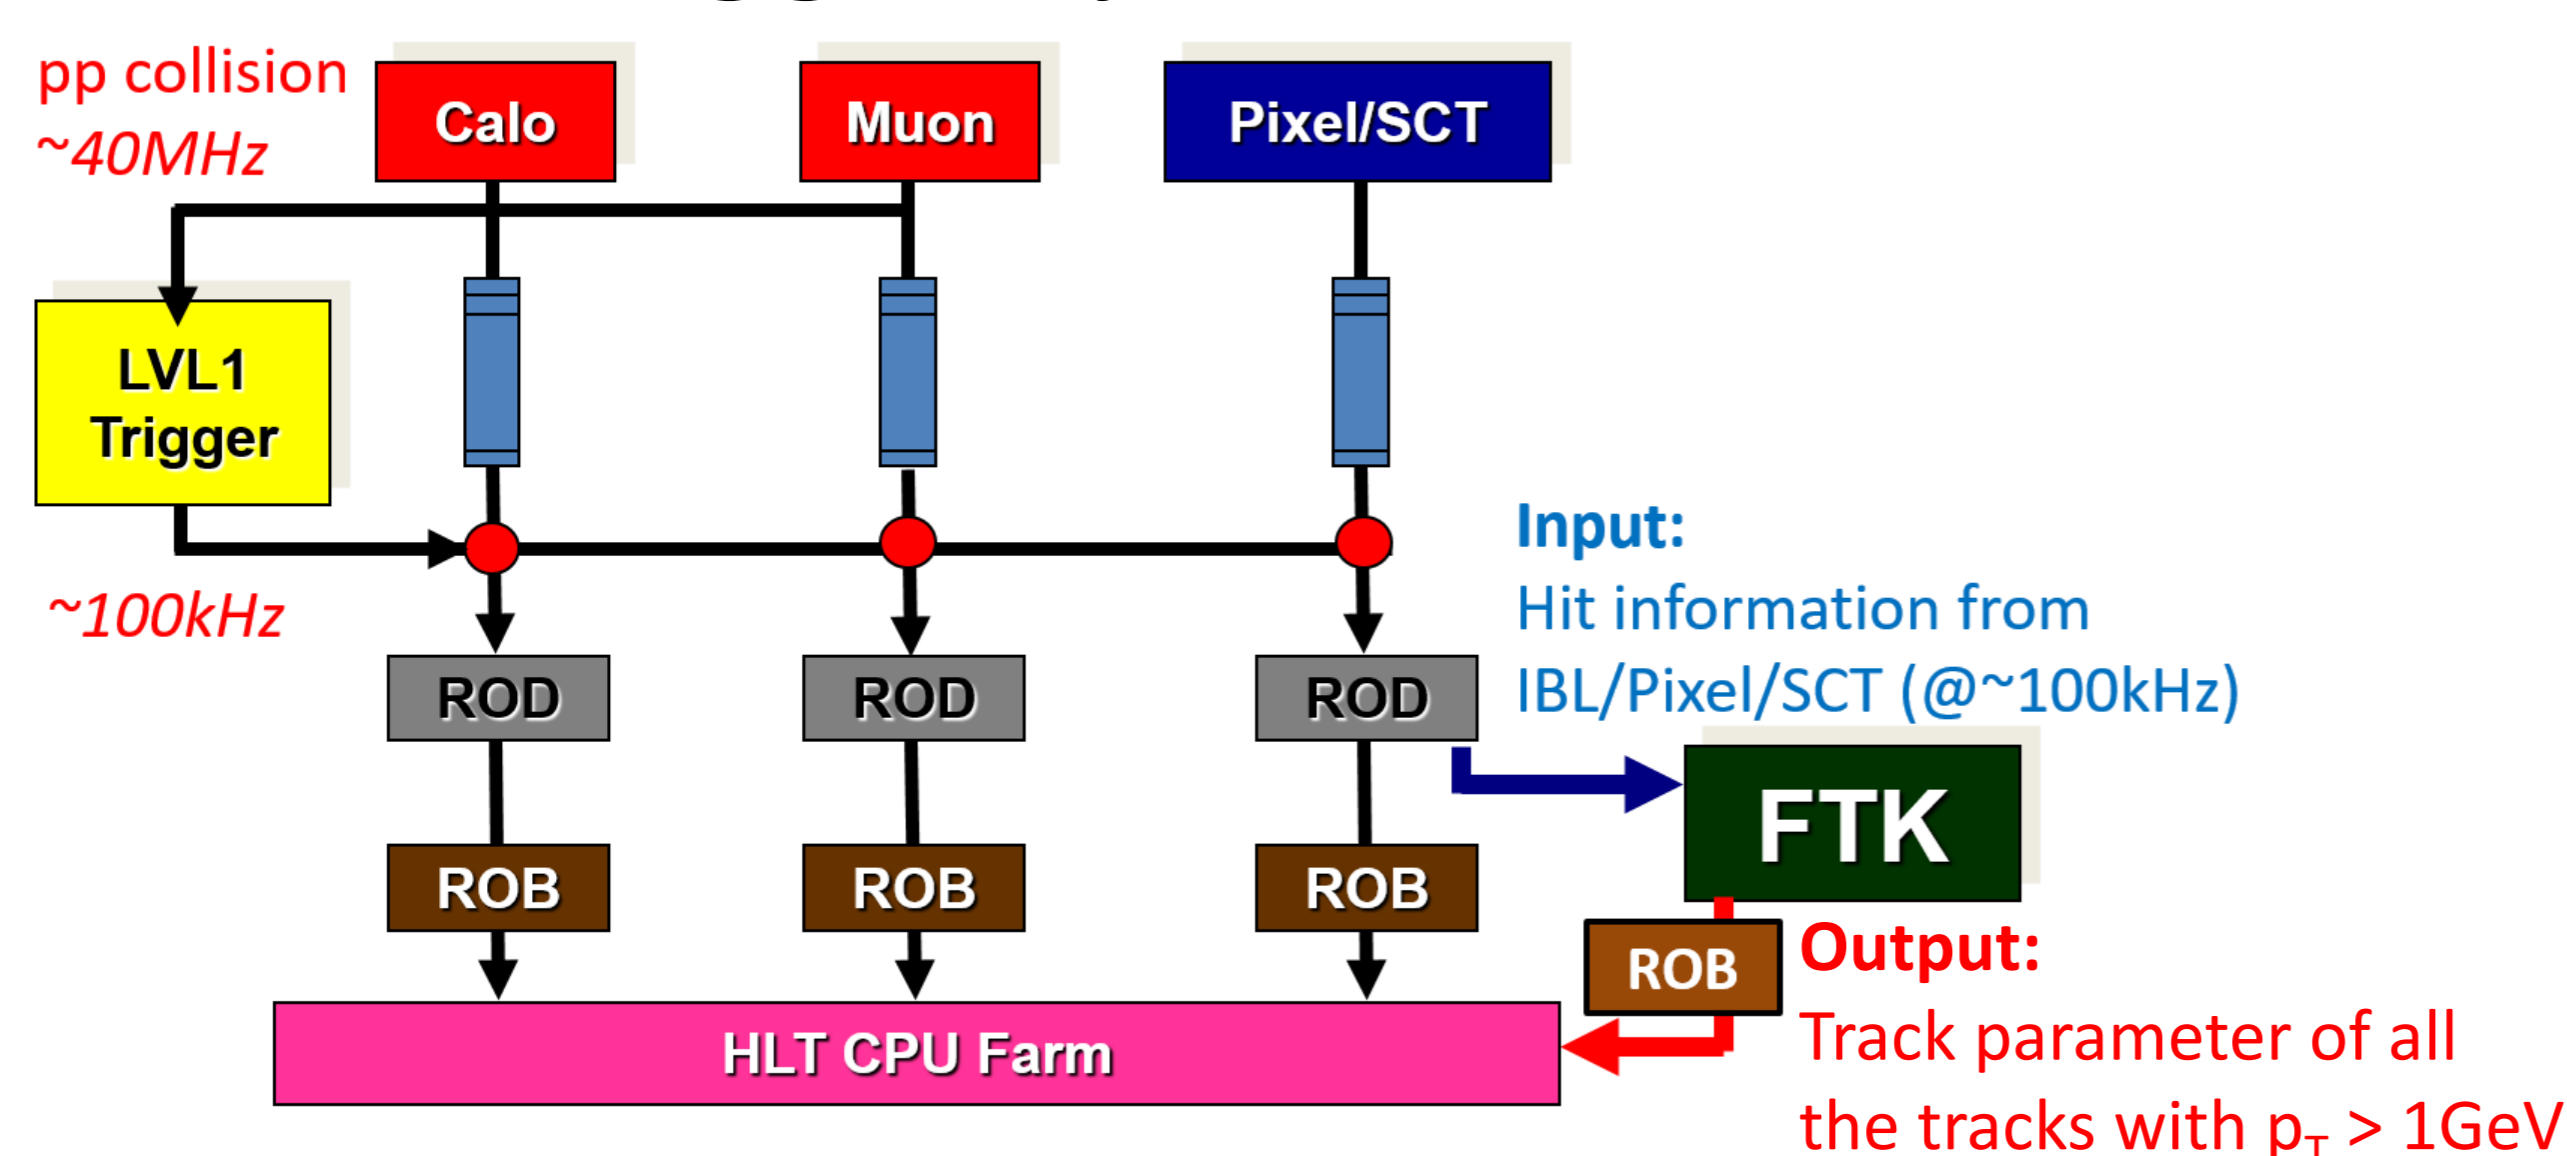 pp collision
~40MHz
Calo
Muon
Pixel/SCT
LVL1
Trigger
~100kHz
Input:
Hit information from
IBL/Pixel/SCT (@~100kHz)
ROD
ROD
ROD
FTK
ROB
ROB
ROB
ROB
Output:
Track parameter of all
the tracks with pT > 1GeV
HLT CPU Farm